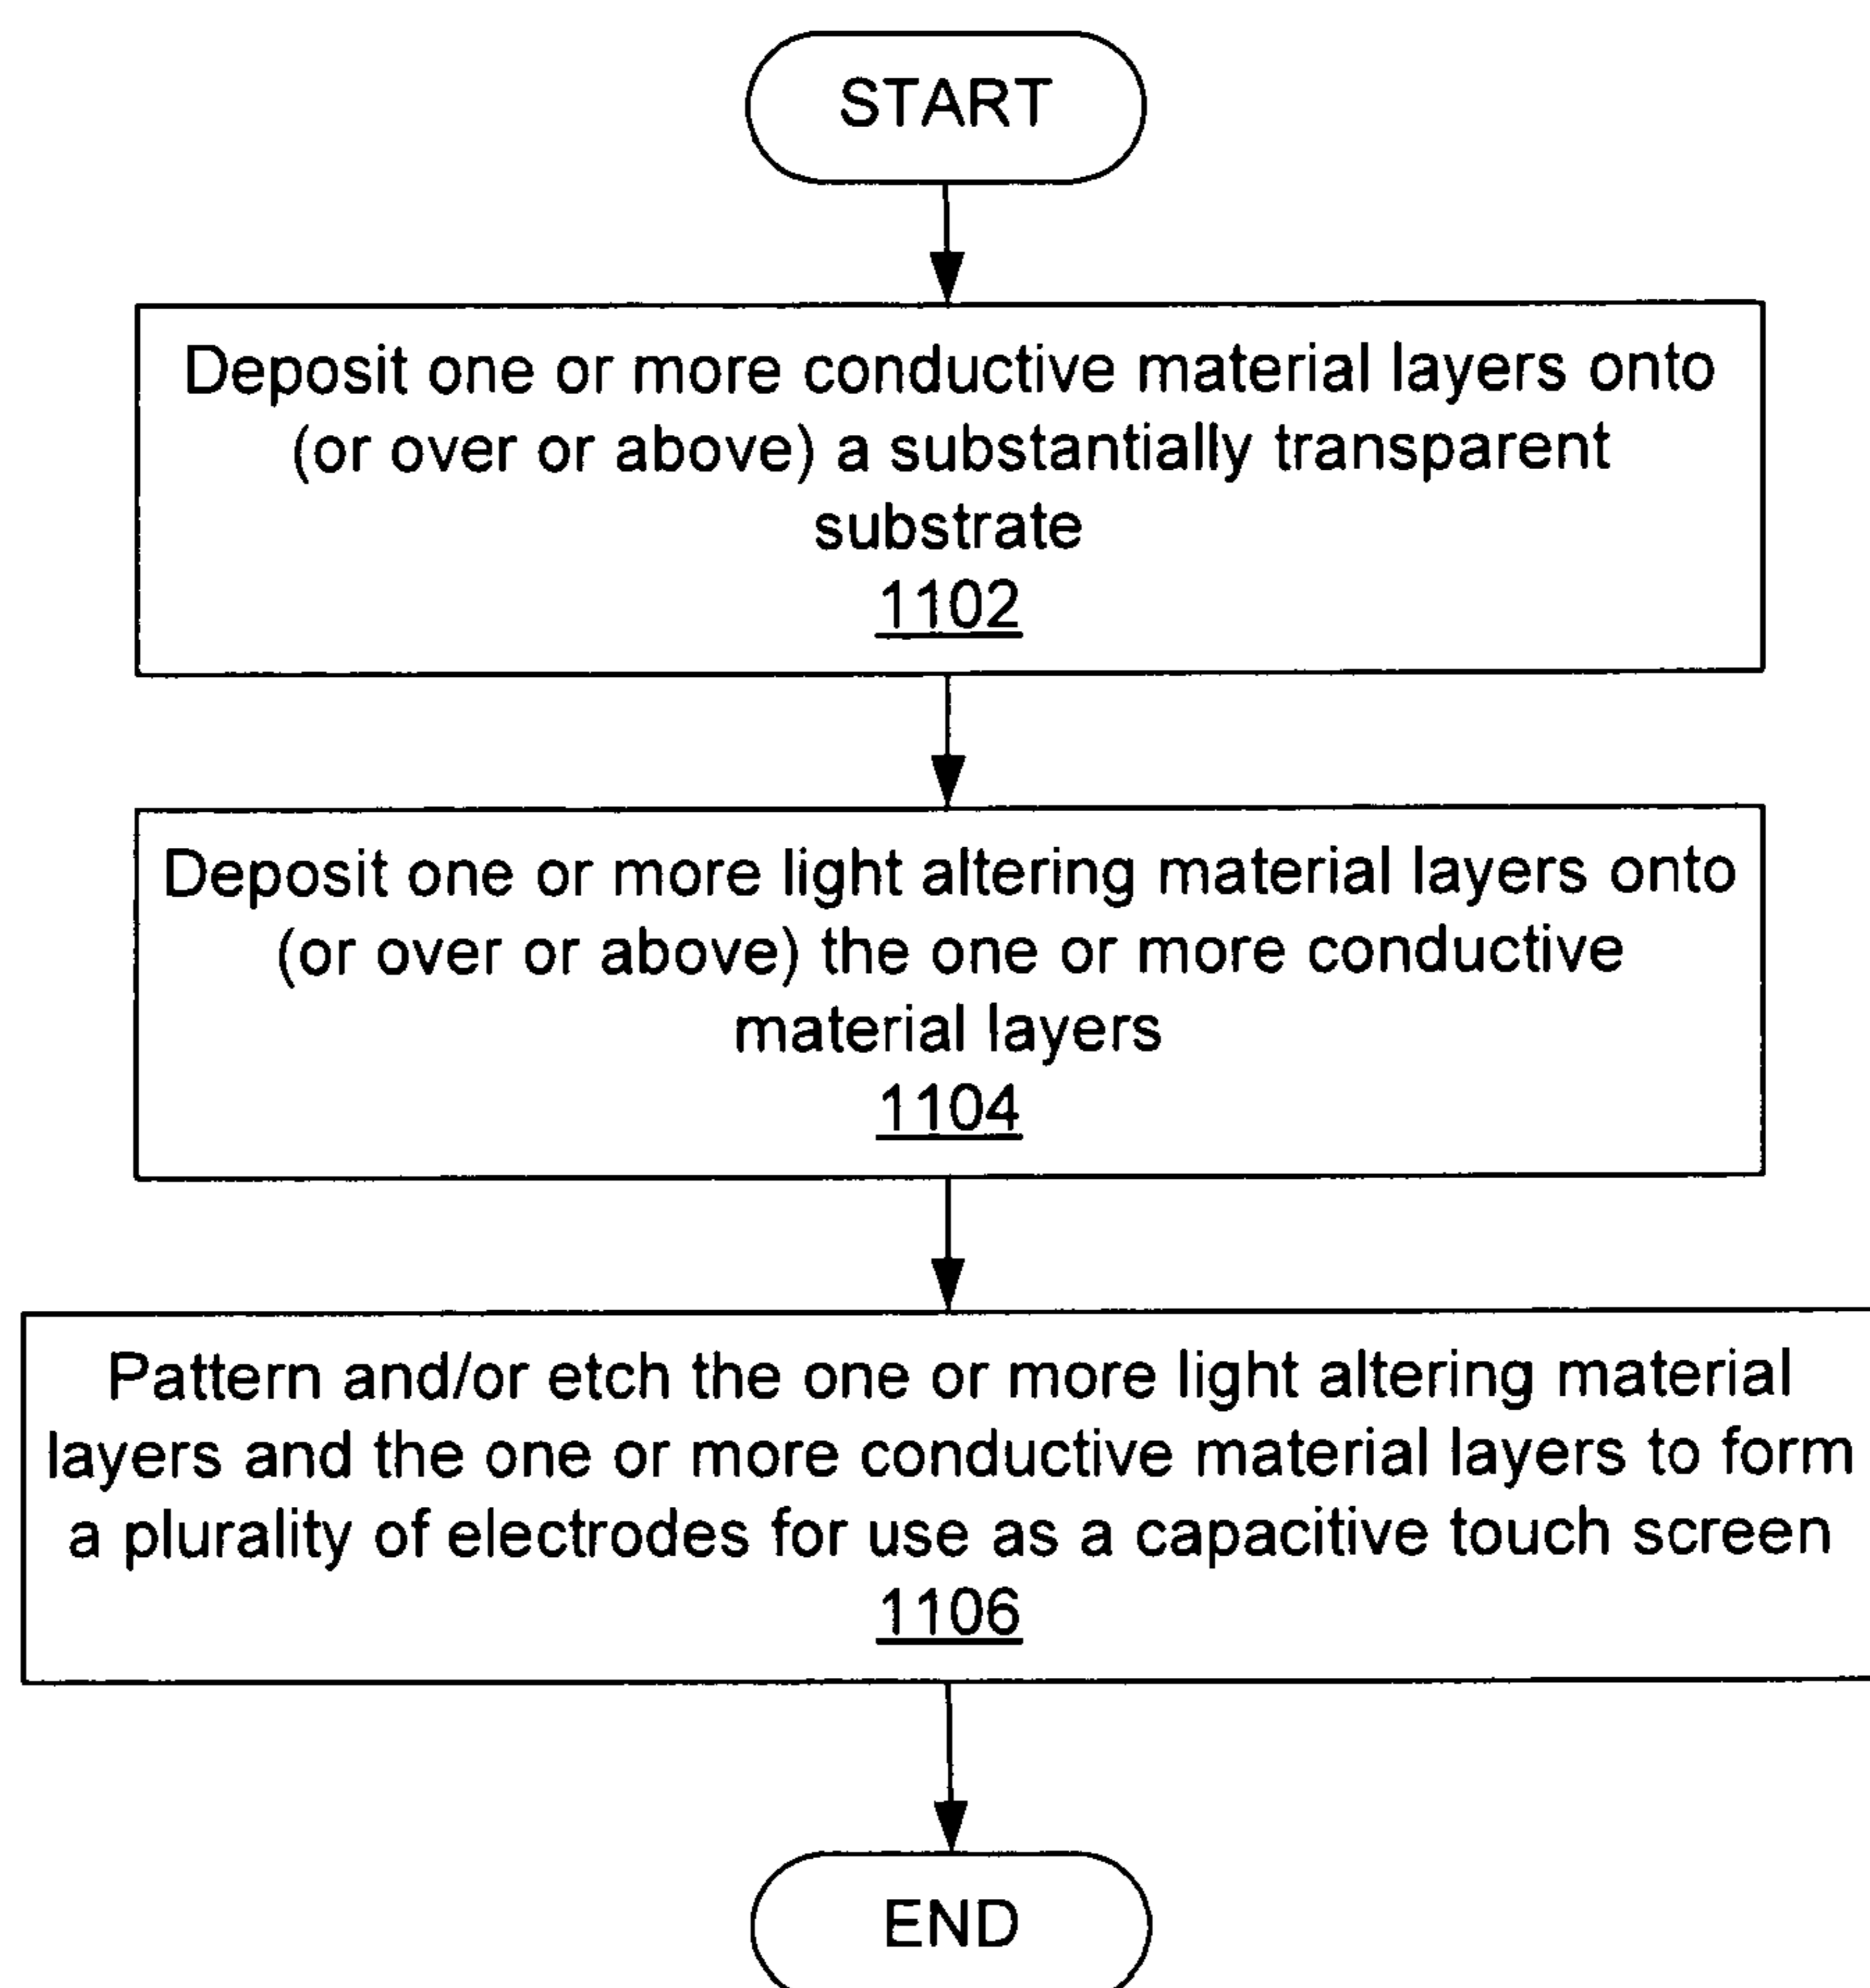 START
Deposit one or more conductive material layers onto
(or over or above) a substantially transparent
substrate
1102
Deposit one or more light altering material layers onto
(or over or above) the one or more conductive
material layers
1104
Pattern and/or etch the one or more light altering material
layers and the one or more conductive material layers to form
a plurality of electrodes for use as a capacitive touch screen
1106
END